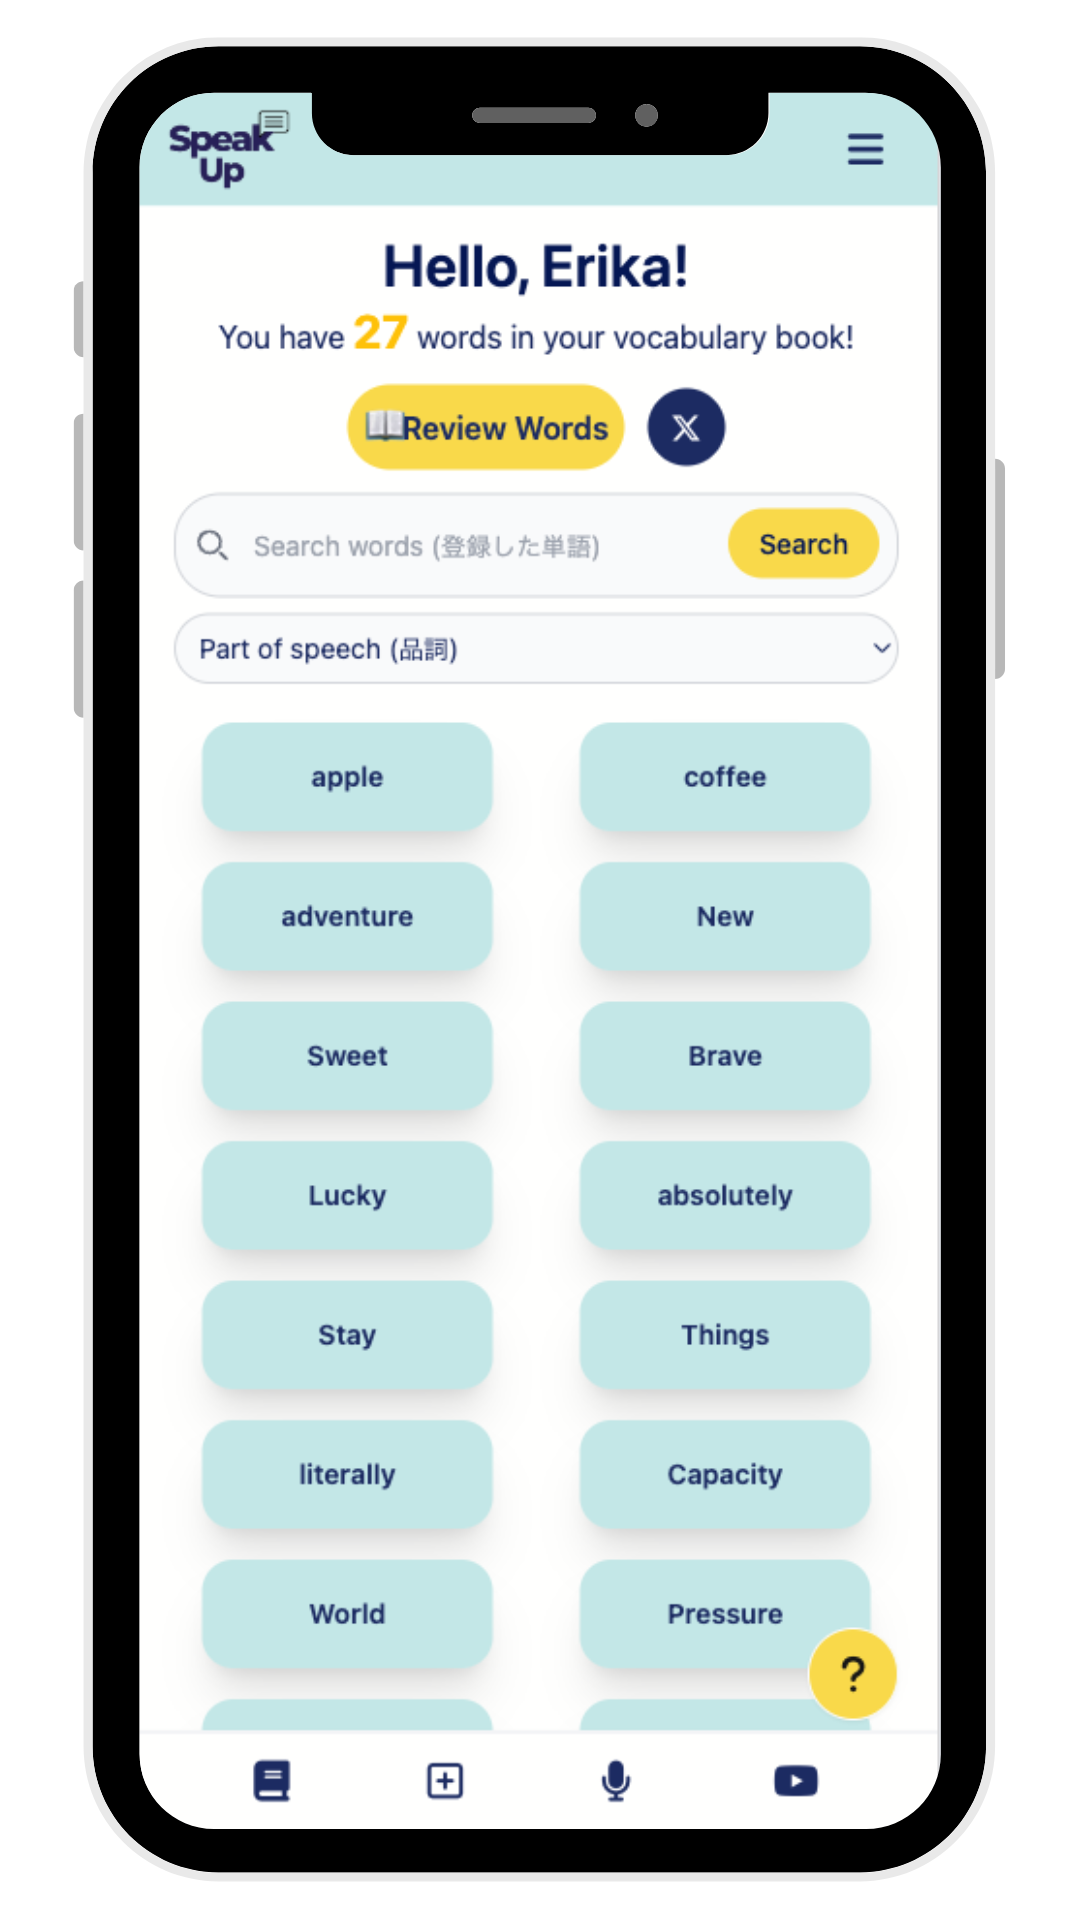 Speak
Up
Hello, Erika!
You have 27 words in your vocabulary book!
Review Words
Search words (登録した単語)
Search
Part of speech (品詞)
apple
coffee
adventure
New
Sweet
Brave
Lucky
absolutely
Stay
Things
literally
Capacity
World
Pressure
?